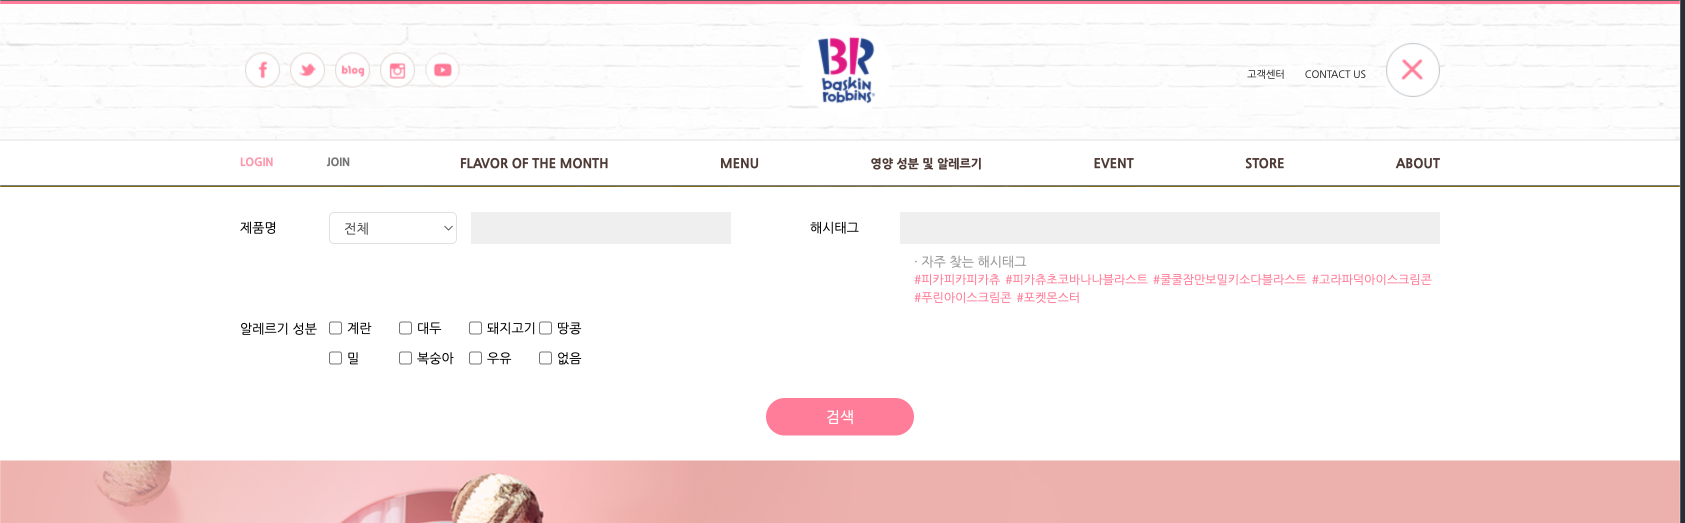 blog
BR
baskin
robbins
고객센터 CONTACT US
LOGIN JOIN FLAVOR OF THE MONTH MENU 영양 성분 및 알레르기 EVENT STORE ABOUT
제품명 전체 해시태그
· 자주 찾는 해시태그
#피카피카피카츄 #피카츄초코바나나블라스트 #쿨쿨잠만보밀키소다블라스트 #고라파덕아이스크림콘
#푸린아이스크림콘 #포켓몬스터
알레르기 성분 계란 대두 돼지고기 땅콩
밀 복숭아 우유 없음
검색